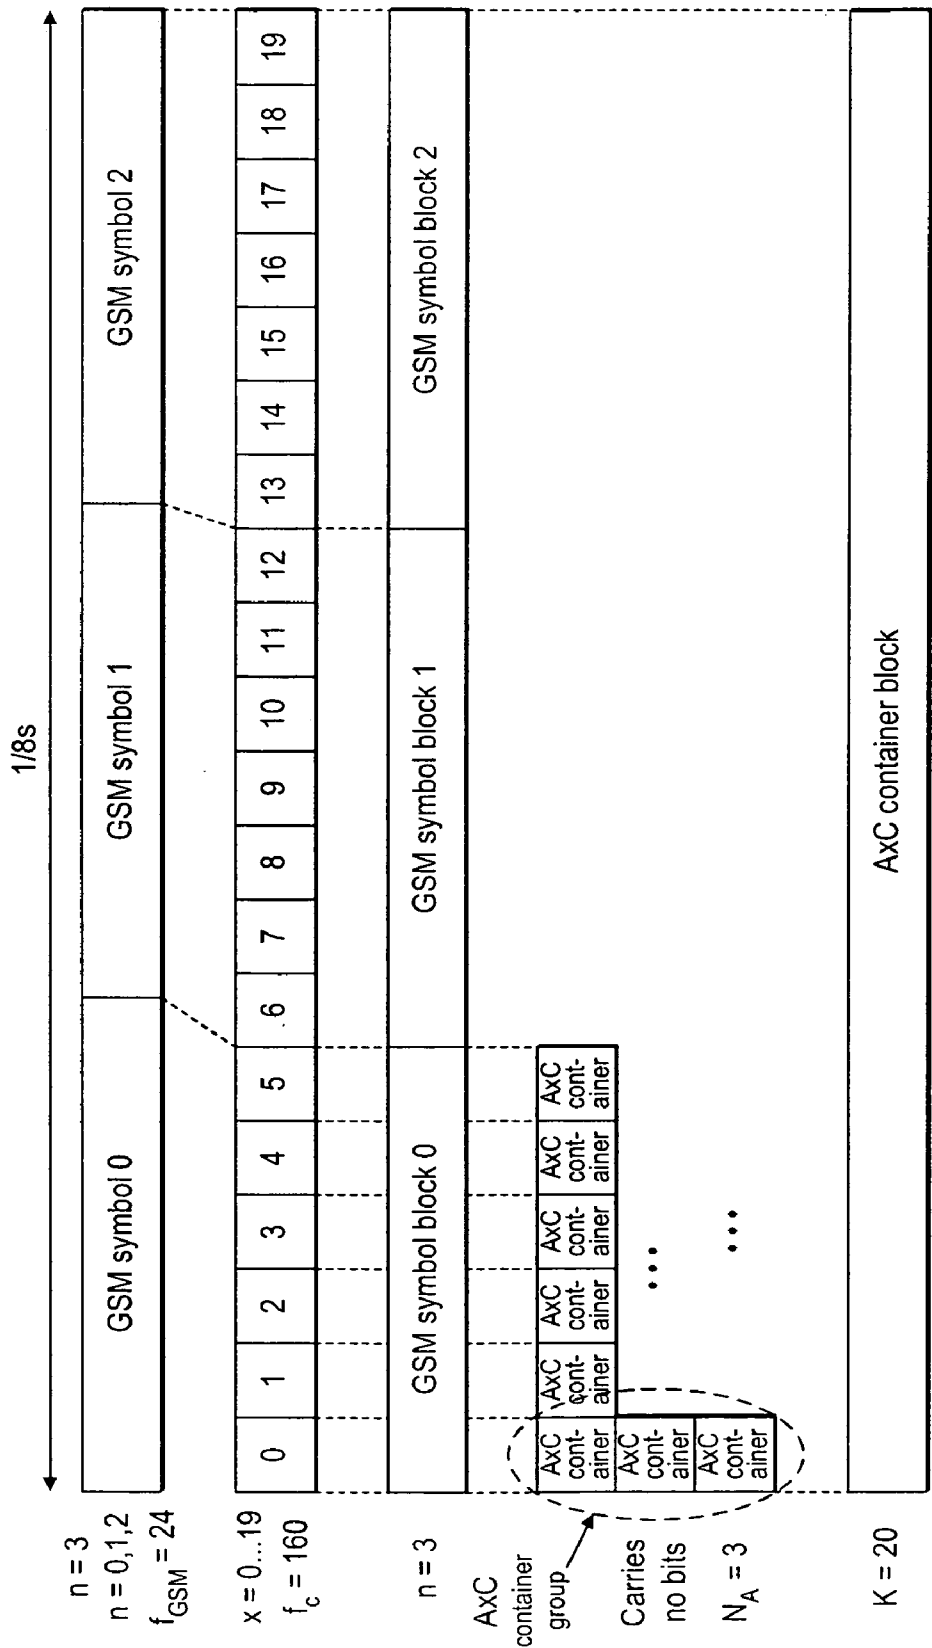 1/8s
n = 3
n = 0,1,2
f_GSM = 24
GSM symbol 0
GSM symbol 1
GSM symbol 2
x = 0...19
f_c = 160
0
1
2
3
4
5
6
7
8
9
10
11
12
13
14
15
16
17
18
19
n = 3
GSM symbol block 0
GSM symbol block 1
GSM symbol block 2
AxC
container
group
AxC
cont-
ainer
AxC
cont-
ainer
AxC
cont-
ainer
AxC
cont-
ainer
AxC
cont-
ainer
AxC
cont-
ainer
Carries
no bits
AxC
cont-
ainer
•••
N_A = 3
AxC
cont-
ainer
•••
K = 20
AxC container block